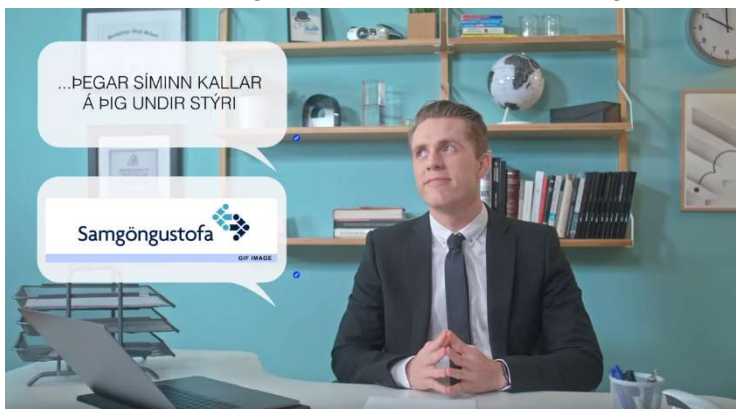 ...ÞEGAR SÍMINN KALLAR
Á ÞIG UNDIR STÝRI
Samgöngustofa
GIF IMAGE